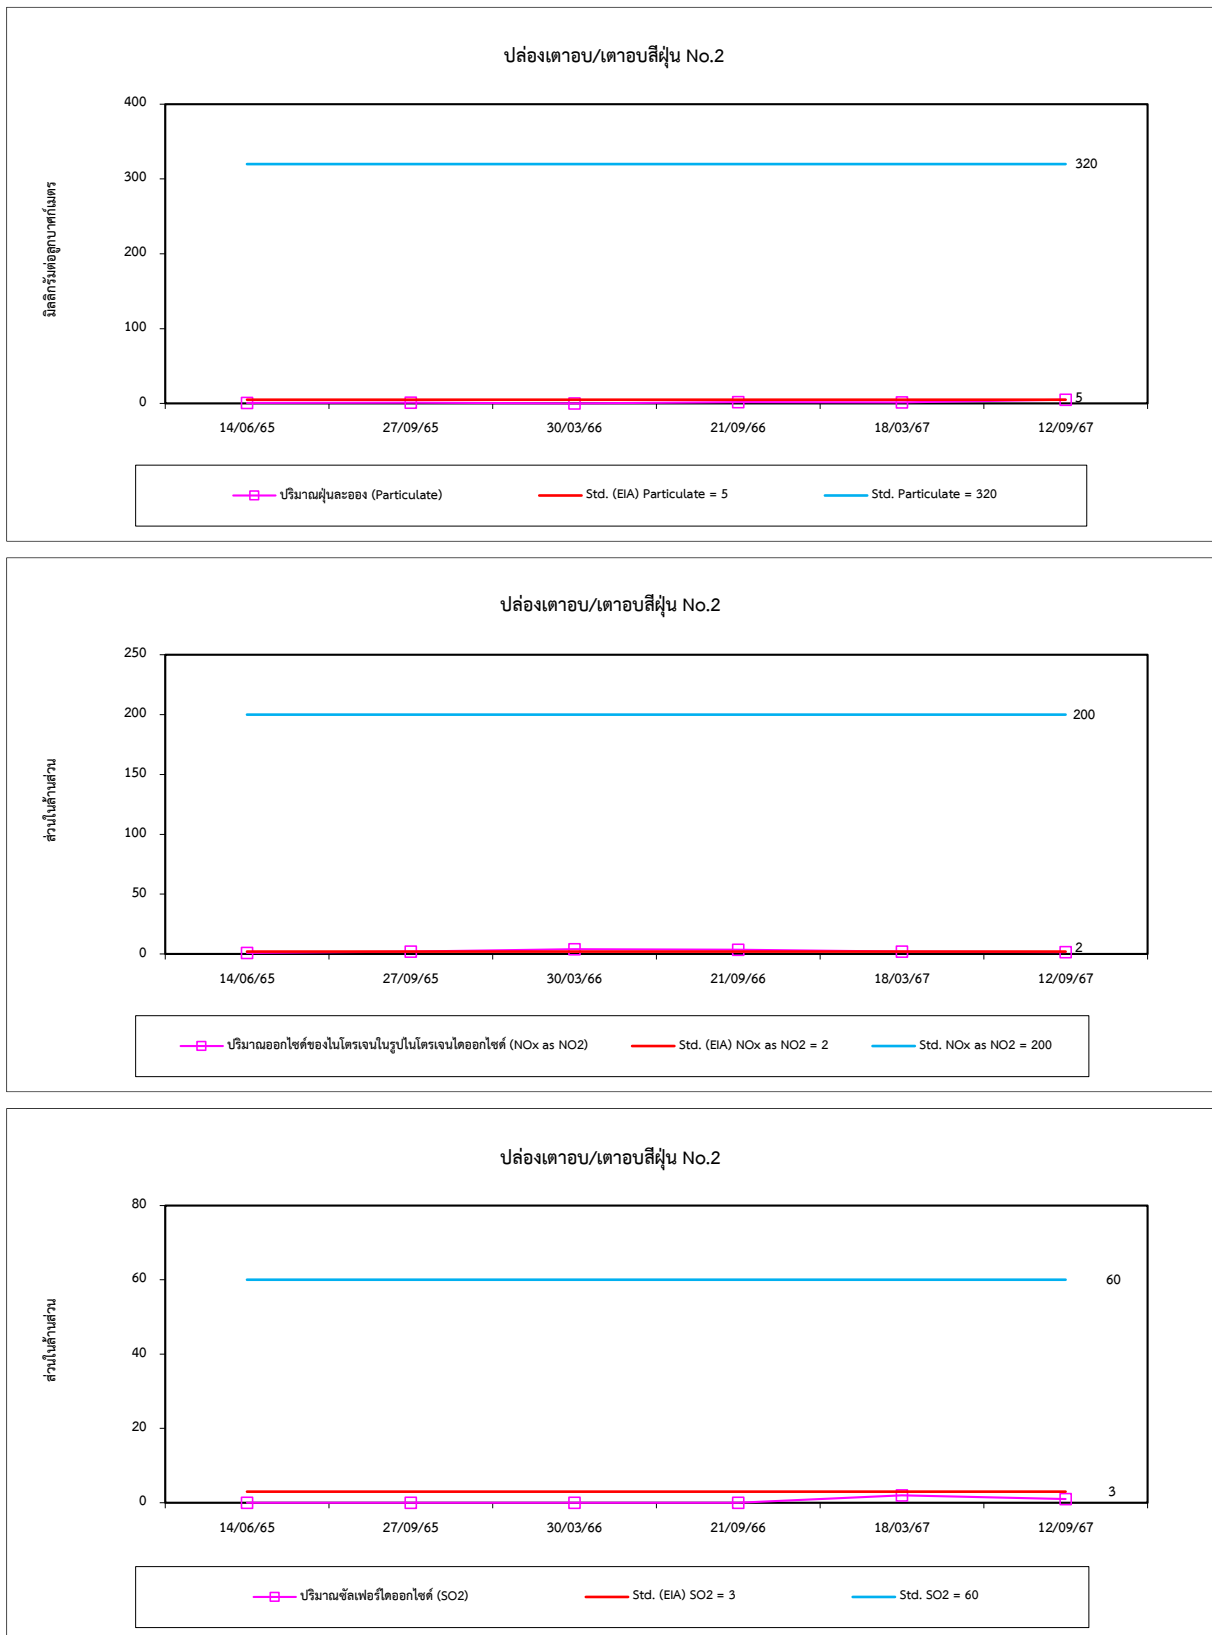 ปล่องเตาอบ/เตาอบสีฝุ่น No.2
มิลลิกรัมต่อลูกบาศก์เมตร
400
300
200
100
0
320
5
14/06/65 27/09/65 30/03/66 21/09/66 18/03/67 12/09/67
ปริมาณฝุ่นละออง (Particulate) Std. (EIA) Particulate = 5 Std. Particulate = 320
ปล่องเตาอบ/เตาอบสีฝุ่น No.2
ส่วนในล้านส่วน
250
200
150
100
50
0
200
2
14/06/65 27/09/65 30/03/66 21/09/66 18/03/67 12/09/67
ปริมาณออกไซด์ของไนโตรเจนในรูปไนโตรเจนไดออกไซด์ (NOx as NO2) Std. (EIA) NOx as NO2 = 2 Std. NOx as NO2 = 200
ปล่องเตาอบ/เตาอบสีฝุ่น No.2
ส่วนในล้านส่วน
80
60
40
20
0
60
3
14/06/65 27/09/65 30/03/66 21/09/66 18/03/67 12/09/67
ปริมาณซัลเฟอร์ไดออกไซด์ (SO2) Std. (EIA) SO2 = 3 Std. SO2 = 60